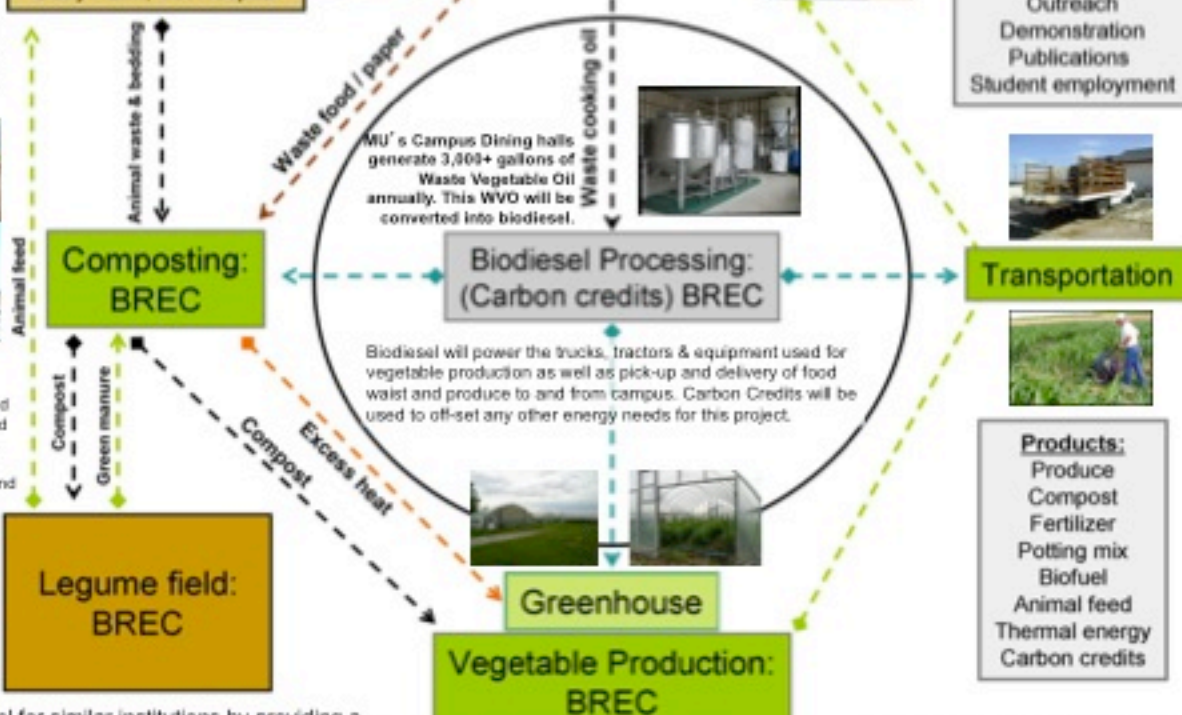 Outreach
Demonstration
Publications
Student employment
Animal waste & bedding
Waste food / paper
Waste cooking oil
MU's Campus Dining halls
generate 3,000+ gallons of
Waste Vegetable Oil
annually. This WVO will be
converted into biodiesel.
Animal feed
Composting:
BREC
Biodiesel Processing:
(Carbon credits) BREC
Transportation
Biodiesel will power the trucks, tractors & equipment used for
vegetable production as well as pick-up and delivery of food
waist and produce to and from campus. Carbon Credits will be
used to off-set any other energy needs for this project.
Compost
Green manure
Compost
Excess heat
Products:
Produce
Compost
Fertilizer
Potting mix
Biofuel
Animal feed
Thermal energy
Carbon credits
Legume field:
BREC
Greenhouse
Vegetable Production:
BREC
for similar institutions by providing a